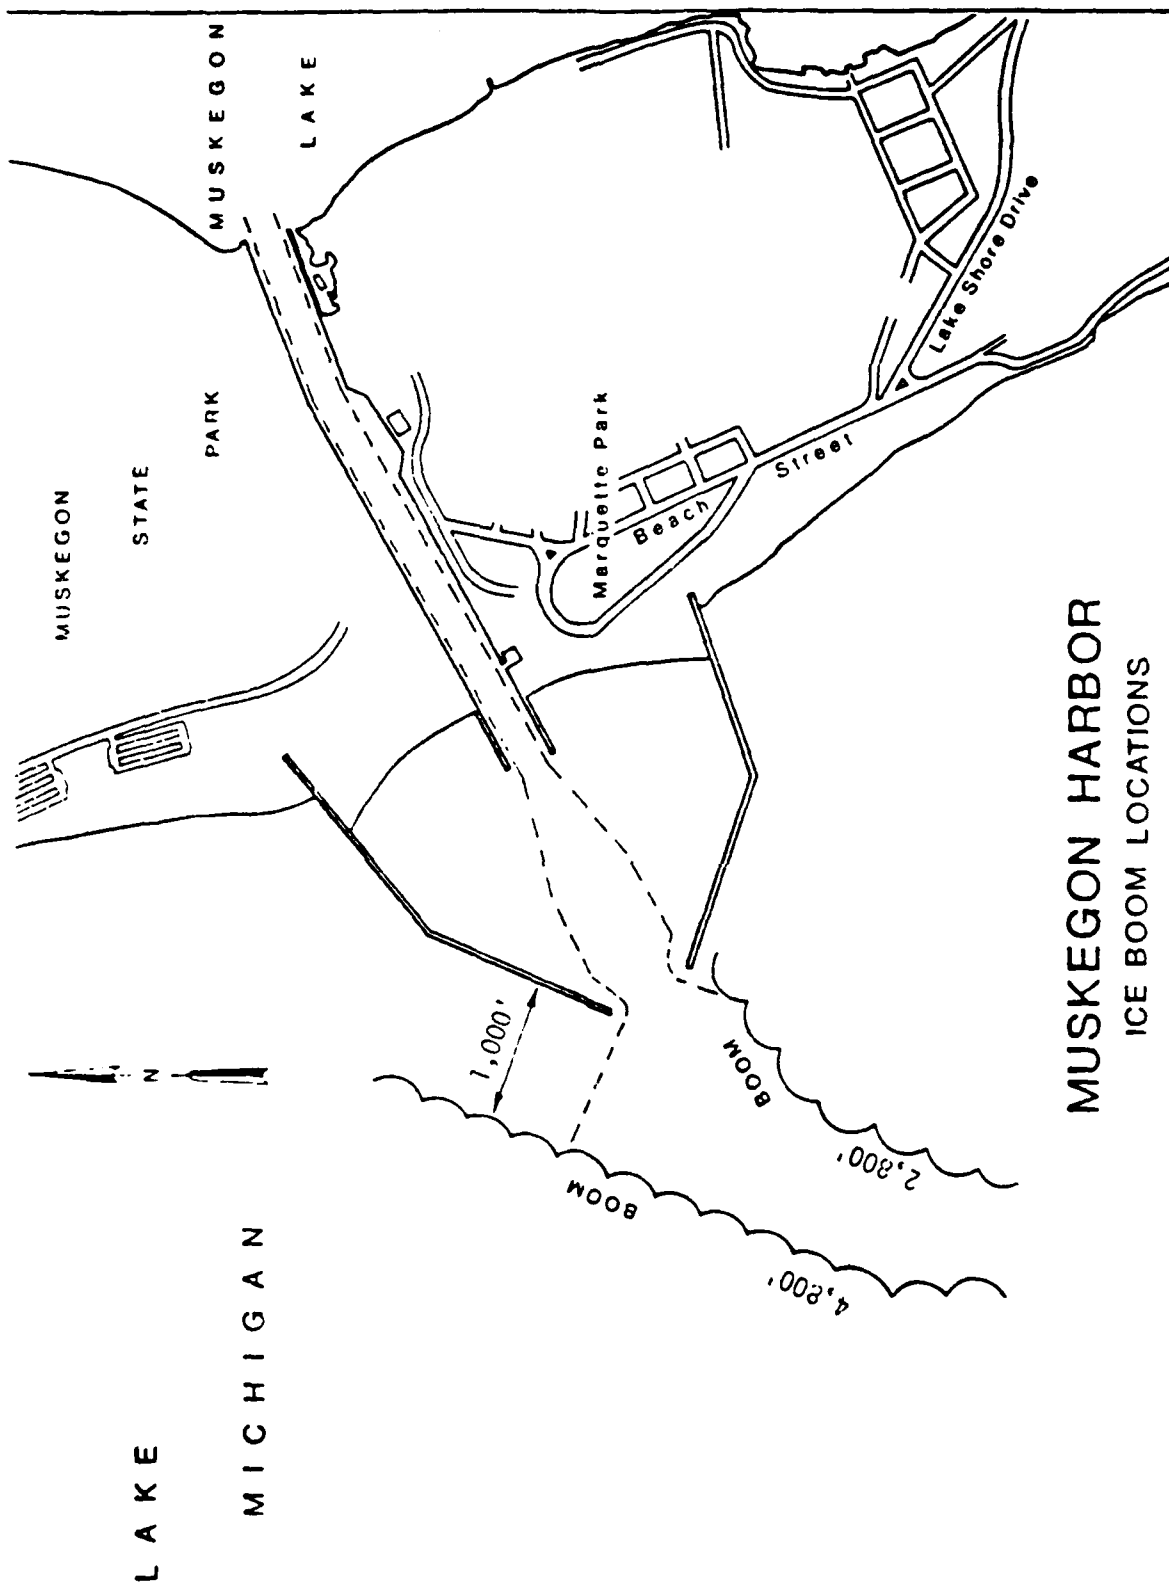 MUSKEGON
LAKE
MUSKEGON
STATE
PARK
Marquette Park
Beach
Street
Lake Shore Drive
N
1,000'
BOOM
4,800'
BOOM
2,800'
LAKE
MICHIGAN
MUSKEGON HARBOR
ICE BOOM LOCATIONS